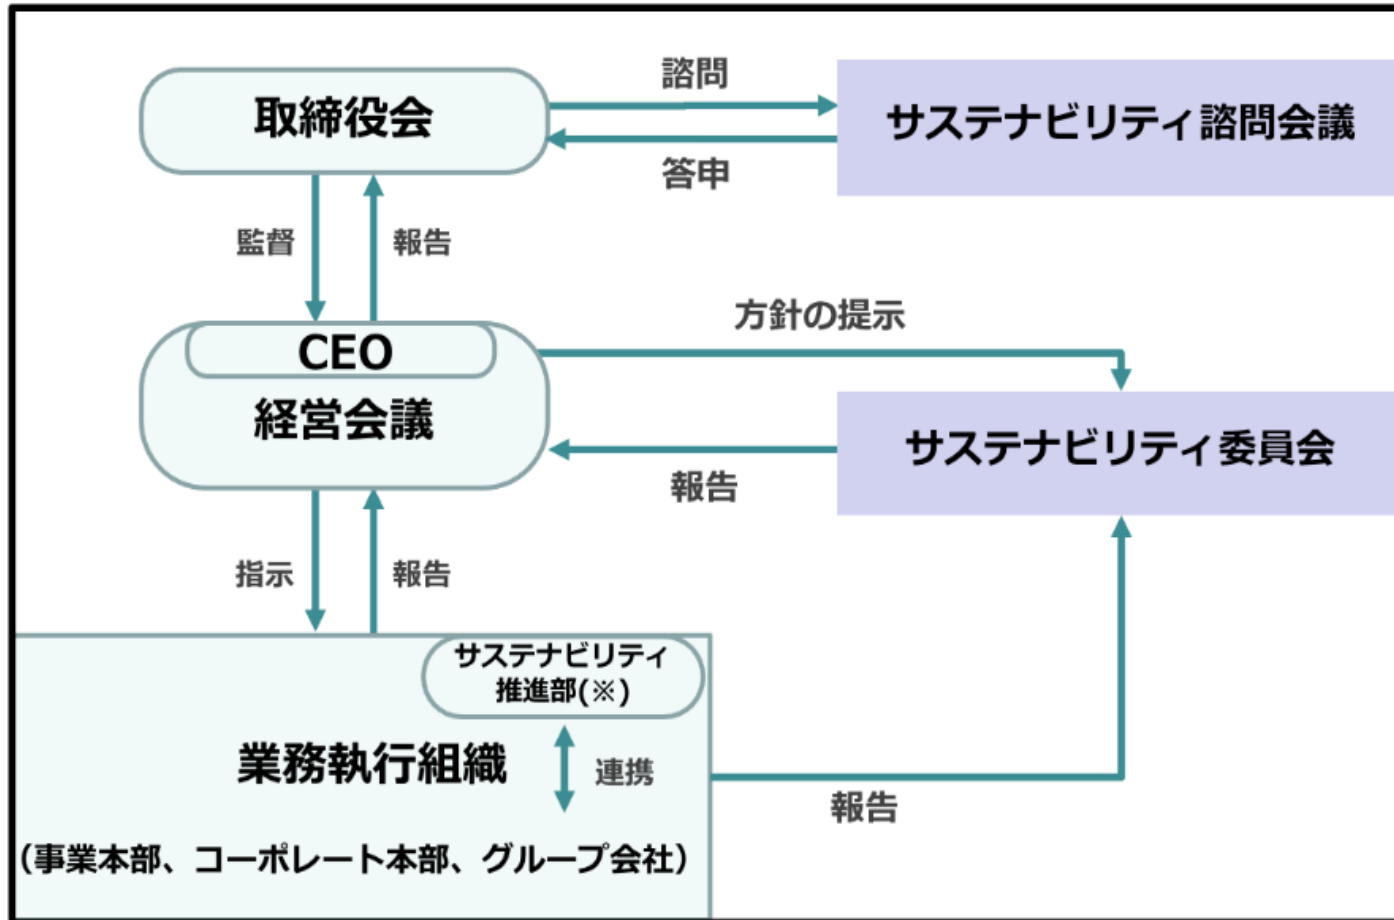 諮問
取締役会
サステナビリティ諮問会議
答申
監督
報告
方針の提示
CEO
経営会議
サステナビリティ委員会
報告
指示
報告
サステナビリティ
推進部(※)
業務執行組織
連携
報告
(事業本部、コーポレート本部、グループ会社)